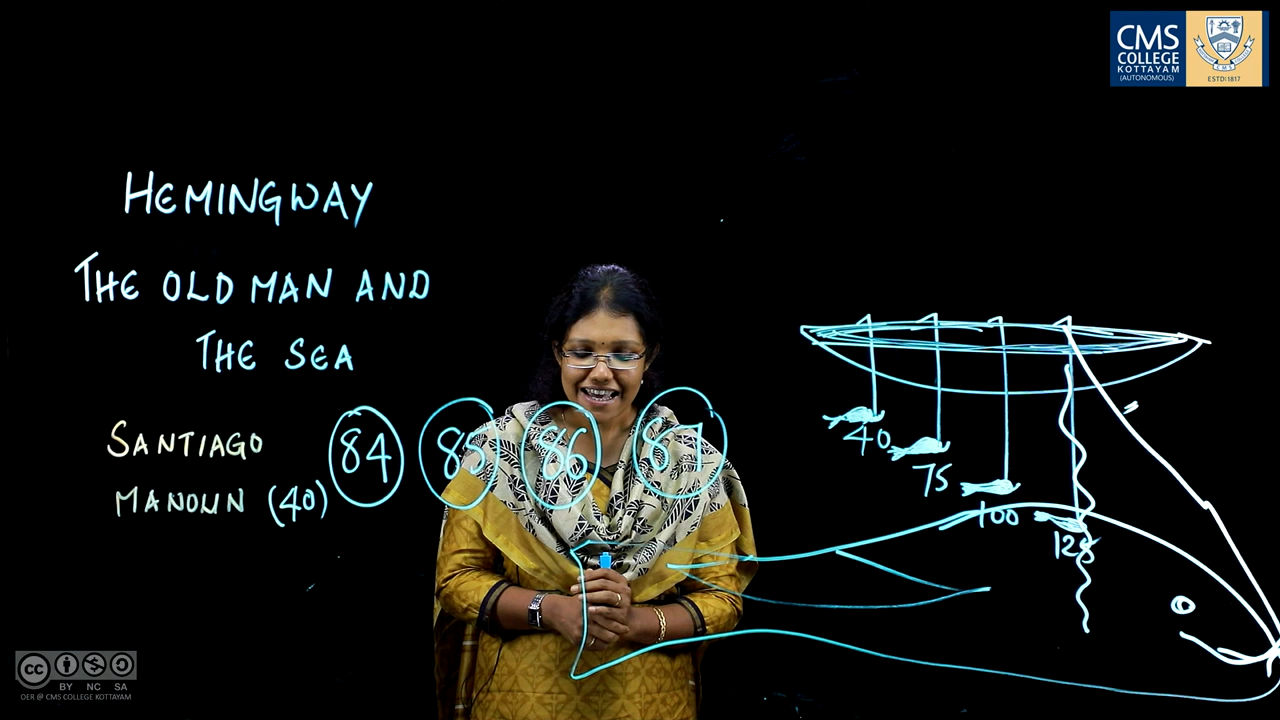 CMS
COLLEGE
KOTTAYAM
(AUTONOMOUS)
ESTD:1817
HEMINGWAY
THE OLD MAN AND
THE SEA
SANTIAGO
MANOLIN (40)
84 85 86 87
40
75
100
125
CC BY NC SA
OER @ CMS COLLEGE KOTTAYAM